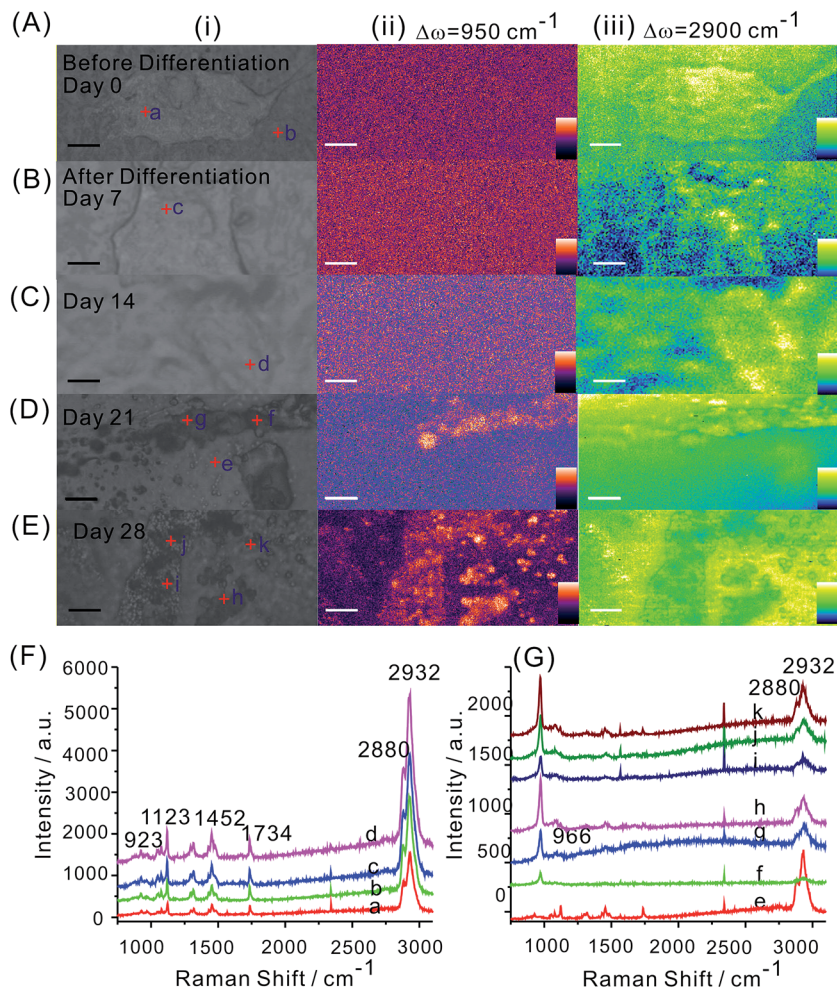 (A)
(i)
(ii)
Δω=950 cm⁻¹
(iii)
Δω=2900 cm⁻¹
Before Differentiation
Day 0
a
b
(B)
After Differentiation
Day 7
c
(C)
Day 14
d
(D)
Day 21
g
f
e
(E)
Day 28
j
k
i
h
(F)
6000
5000
4000
3000
2000
1000
0
Intensity / a.u.
2932
2880
1123
1452
923
1734
d
c
b
a
1000
1500
2000
2500
3000
Raman Shift / cm⁻¹
(G)
2000
1500
1000
500
0
Intensity / a.u.
2932
2880
k
j
i
h
966
g
f
e
1000
1500
2000
2500
3000
Raman Shift / cm⁻¹